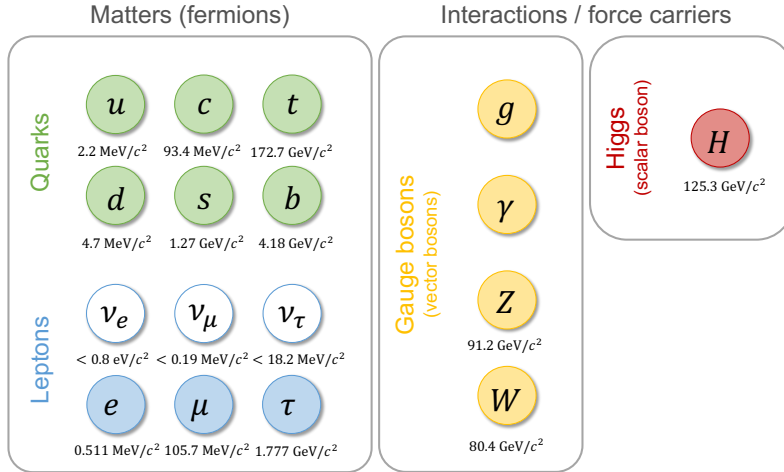 Matters (fermions)
Interactions / force carriers
Quarks
u c t
2.2 MeV/c² 93.4 MeV/c² 172.7 GeV/c²
d s b
4.7 MeV/c² 1.27 GeV/c² 4.18 GeV/c²
Leptons
νₑ ν_μ ν_τ
< 0.8 eV/c² < 0.19 MeV/c² < 18.2 MeV/c²
e μ τ
0.511 MeV/c² 105.7 MeV/c² 1.777 GeV/c²
Gauge bosons
(vector bosons)
g
γ
Z
91.2 GeV/c²
W
80.4 GeV/c²
Higgs
(scalar boson)
H
125.3 GeV/c²